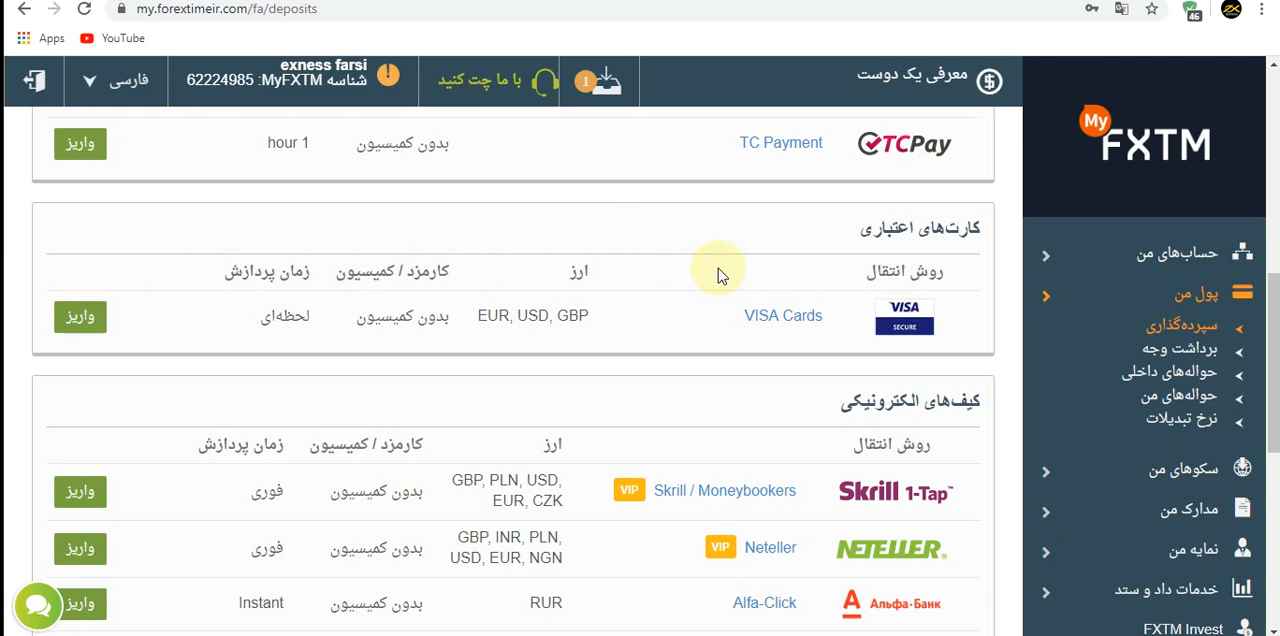 my.forextimeir.com/fa/deposits
46
Apps
YouTube
معرفی یک دوست
1
با ما چت کنید
exness farsi
شناسه MyFXTM: 62224985
فارسی
My
FXTM
حساب‌های من
پول من
سپرده‌گذاری
برداشت وجه
حواله‌های داخلی
حواله‌های من
نرخ تبدیلات
سکوهای من
مدارک من
نمایه من
خدمات داد و ستد
FXTM Invest
TCPay
TC Payment
بدون کمیسیون
hour 1
واریز
کارت‌های اعتباری
روش انتقال
ارز
کارمزد / کمیسیون
زمان پردازش
VISA
SECURE
VISA Cards
EUR, USD, GBP
بدون کمیسیون
لحظه‌ای
واریز
کیف‌های الکترونیکی
روش انتقال
ارز
کارمزد / کمیسیون
زمان پردازش
Skrill 1-Tap
Skrill / Moneybookers
VIP
GBP, PLN, USD,
EUR, CZK
بدون کمیسیون
فوری
واریز
NETELLER
Neteller
VIP
GBP, INR, PLN,
USD, EUR, NGN
بدون کمیسیون
فوری
واریز
Альфа·Банк
Alfa-Click
RUR
بدون کمیسیون
Instant
واریز